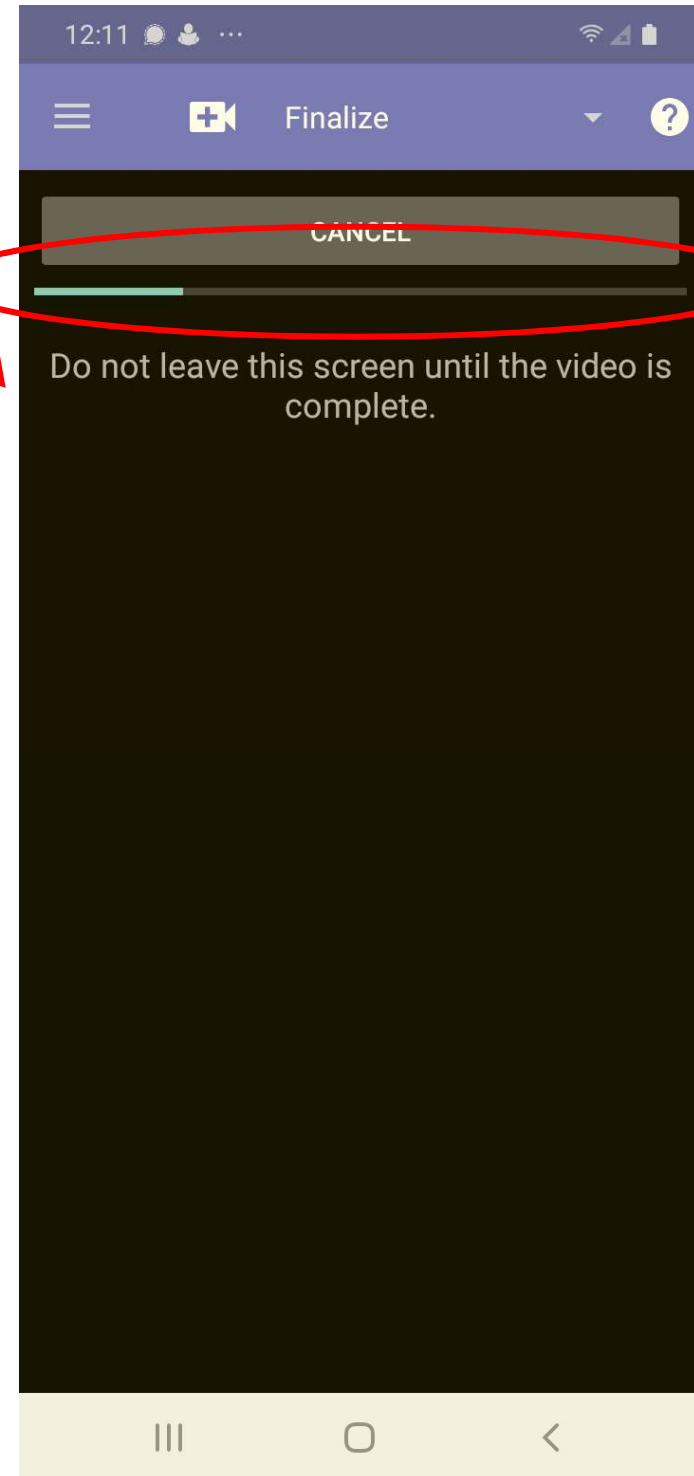 12:11
Finalize
CANCEL
Do not leave this screen until the video is
complete.